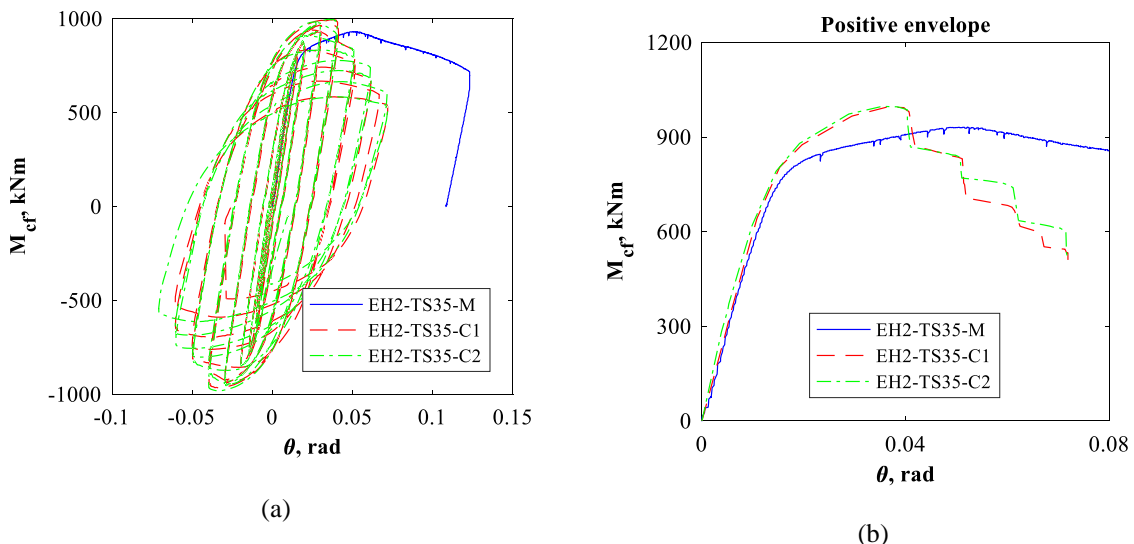 1000
500
0
-500
-1000
-0.1
-0.05
0
0.05
0.1
0.15
M_cf, kNm
θ, rad
EH2-TS35-M
EH2-TS35-C1
EH2-TS35-C2
(a)
Positive envelope
1200
900
600
300
0
0
0.04
0.08
M_cf, kNm
θ, rad
EH2-TS35-M
EH2-TS35-C1
EH2-TS35-C2
(b)